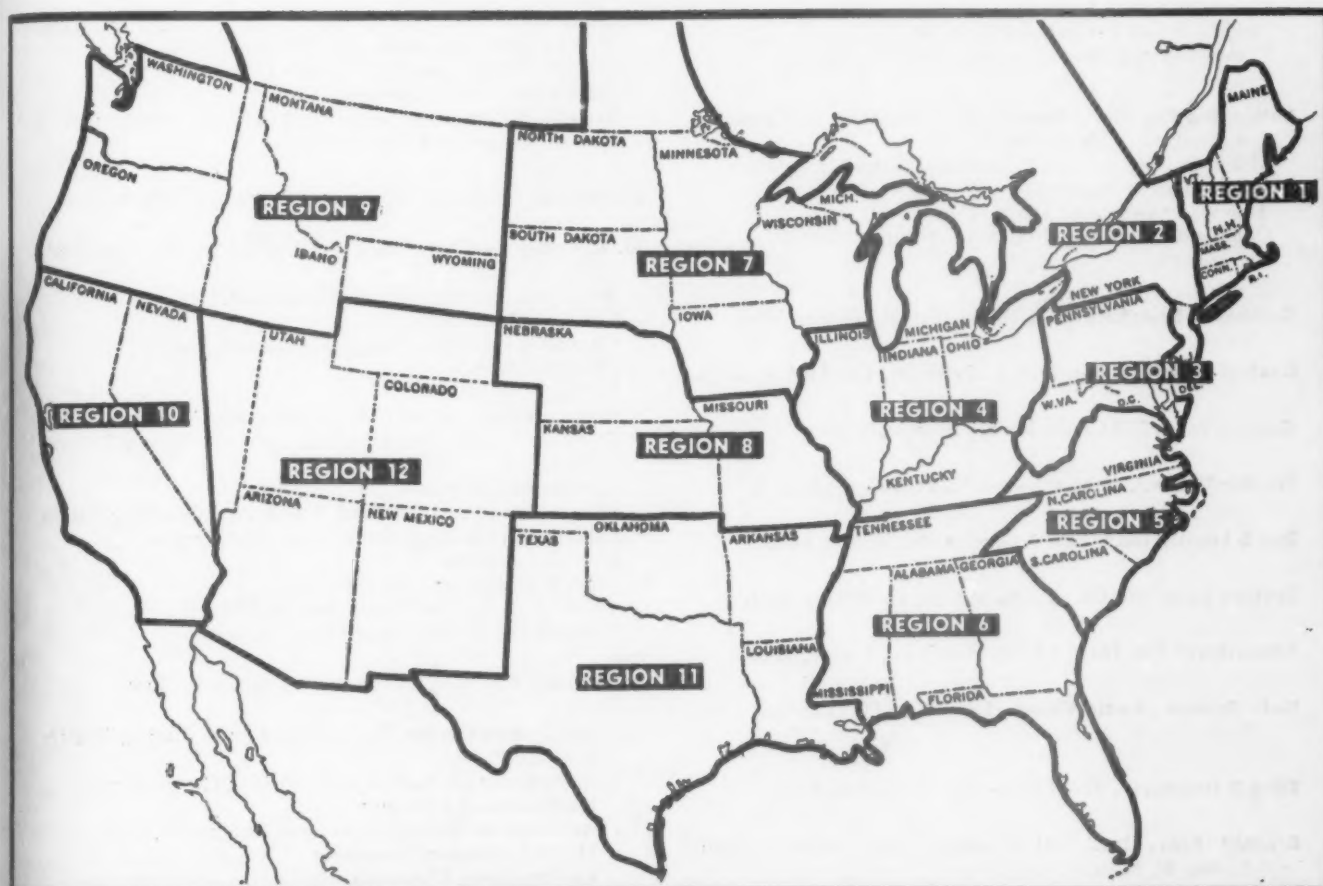 WASHINGTON
MONTANA
OREGON
REGION 9
IDAHO
WYOMING
CALIFORNIA
NEVADA
UTAH
COLORADO
REGION 10
REGION 12
ARIZONA
NEW MEXICO
NORTH DAKOTA
MINNESOTA
SOUTH DAKOTA
REGION 7
WISCONSIN
MICH.
IOWA
NEBRASKA
KANSAS
MISSOURI
REGION 8
ILLINOIS
MICHIGAN
INDIANA
OHIO
REGION 4
KENTUCKY
MAINE
VT.
REGION 1
N.H.
MASS.
CONN.
R.I.
REGION 2
NEW YORK
PENNSYLVANIA
REGION 3
DEL.
W.VA.
D.C.
VIRGINIA
N.CAROLINA
REGION 5
S.CAROLINA
TENNESSEE
ALABAMA
GEORGIA
REGION 6
MISSISSIPPI
FLORIDA
OKLAHOMA
TEXAS
ARKANSAS
LOUISIANA
REGION 11